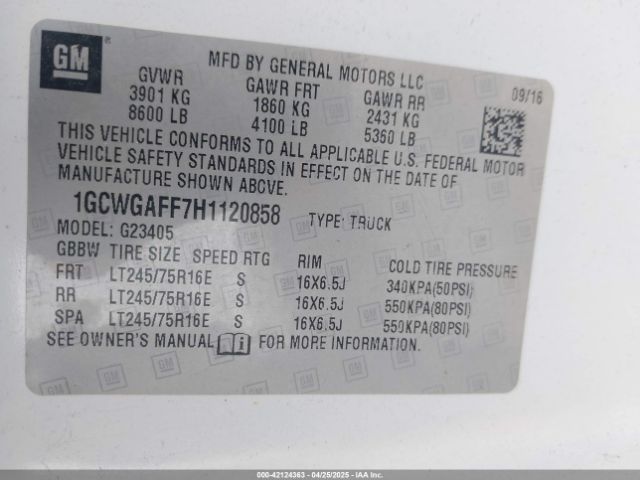 GM
MFD BY GENERAL MOTORS LLC
GVWR GAWR FRT GAWR RR 09/16
3901 KG 1860 KG 2431 KG
8600 LB 4100 LB 5360 LB
THIS VEHICLE CONFORMS TO ALL APPLICABLE U.S. FEDERAL MOTOR
VEHICLE SAFETY STANDARDS IN EFFECT ON THE DATE OF
MANUFACTURE SHOWN ABOVE.
1GCWGAFF7H1120858 TYPE: TRUCK
MODEL: G23405
GBBW TIRE SIZE SPEED RTG RIM COLD TIRE PRESSURE
FRT LT245/75R16E S 16X6.5J 340KPA(50PSI)
RR LT245/75R16E S 16X6.5J 550KPA(80PSI)
SPA LT245/75R16E S 16X6.5J 550KPA(80PSI)
SEE OWNER'S MANUAL i FOR MORE INFORMATION.
000-42124363 - 04/25/2025 - IAAI.CA